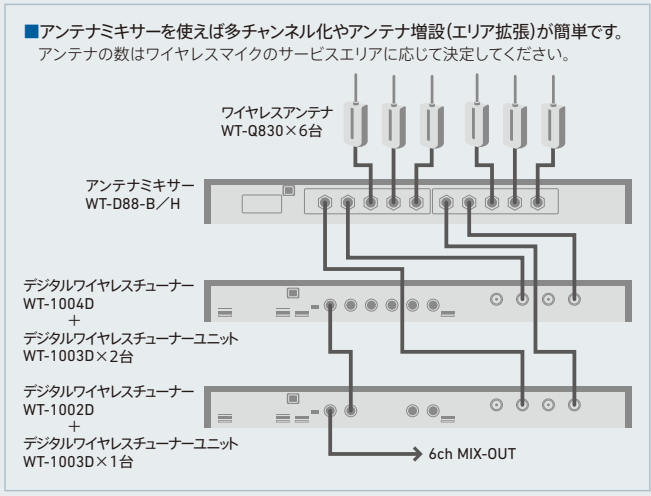 ■アンテナミキサーを使えば多チャンネル化やアンテナ増設(エリア拡張)が簡単です。
アンテナの数はワイヤレスマイクのサービスエリアに応じて決定してください。
ワイヤレスアンテナ
WT-Q830×6台
アンテナミキサー
WT-D88-B／H
デジタルワイヤレスチューナー
WT-1004D
+
デジタルワイヤレスチューナーユニット
WT-1003D×2台
デジタルワイヤレスチューナー
WT-1002D
+
デジタルワイヤレスチューナーユニット
WT-1003D×1台
6ch MIX-OUT